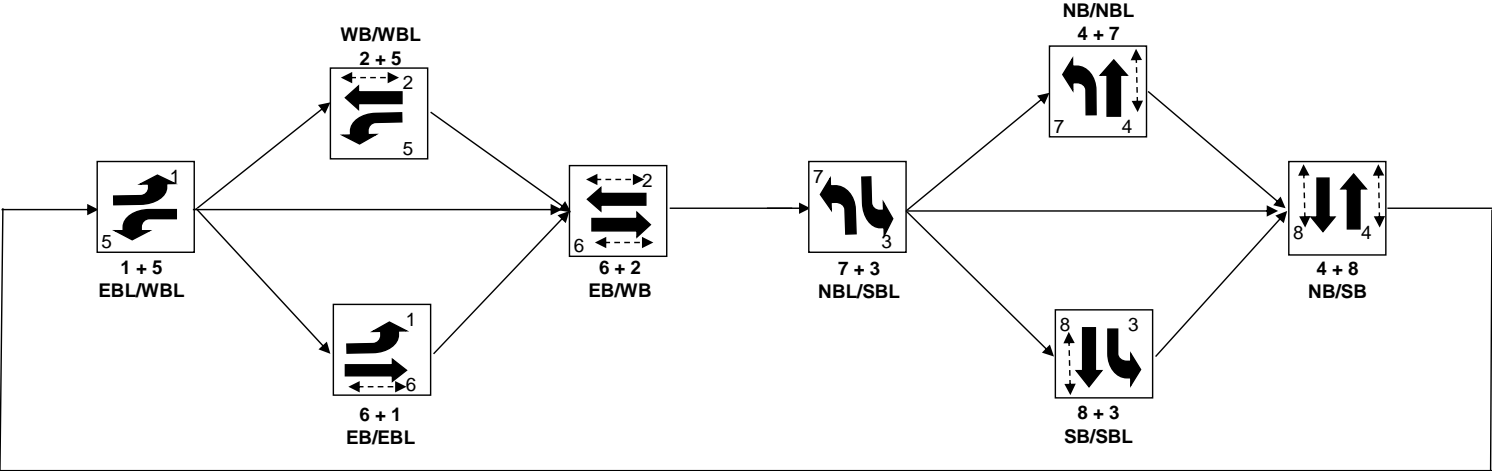 WB/WBL
2 + 5
2
5
1
5
1 + 5
EBL/WBL
1
6
6 + 1
EB/EBL
2
6
6 + 2
EB/WB
7
3
7 + 3
NBL/SBL
NB/NBL
4 + 7
7 4
8 3
8 + 3
SB/SBL
8 4
4 + 8
NB/SB